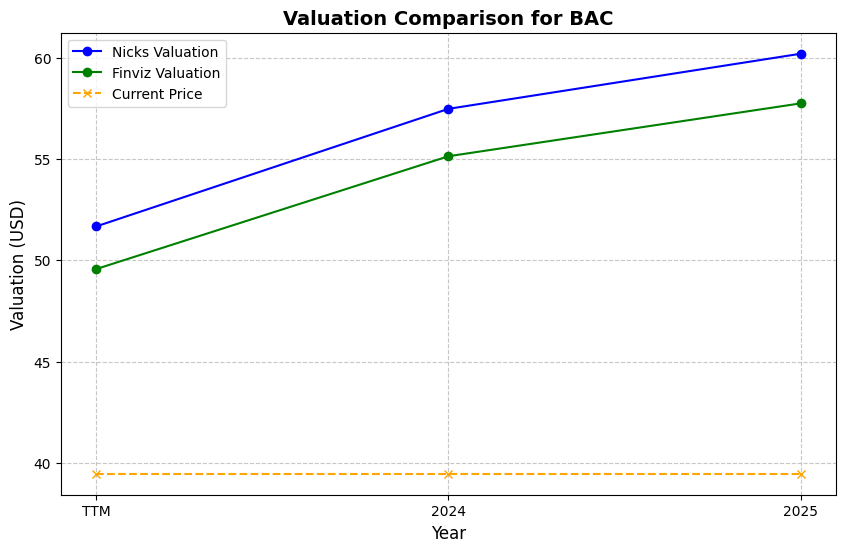 Valuation Comparison for BAC
Nicks Valuation
Finviz Valuation
Current Price
60
55
50
45
40
Valuation (USD)
TTM
2024
2025
Year